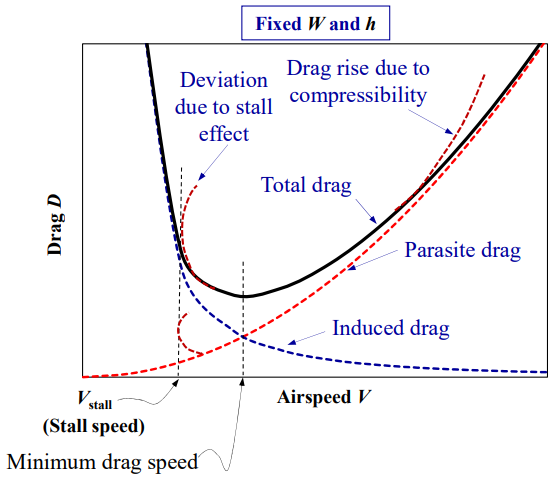 Fixed W and h
Deviation
due to stall
effect
Drag rise due to
compressibility
Total drag
Parasite drag
Induced drag
Drag D
Vstall
(Stall speed)
Airspeed V
Minimum drag speed